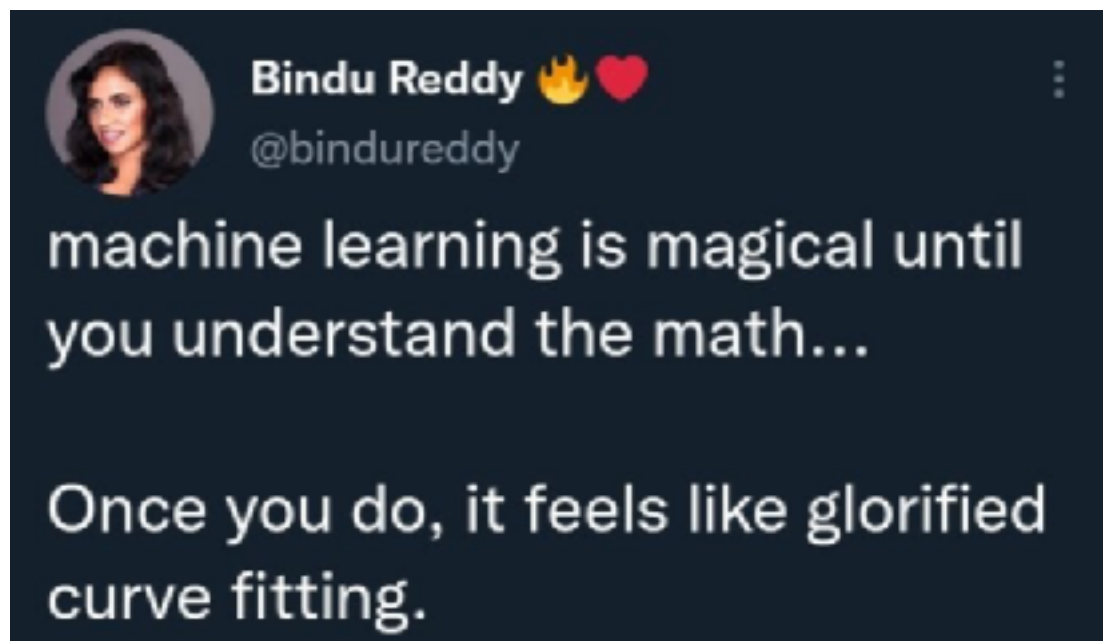 Bindu Reddy 🔥❤️
@bindureddy
machine learning is magical until
you understand the math...
Once you do, it feels like glorified
curve fitting.